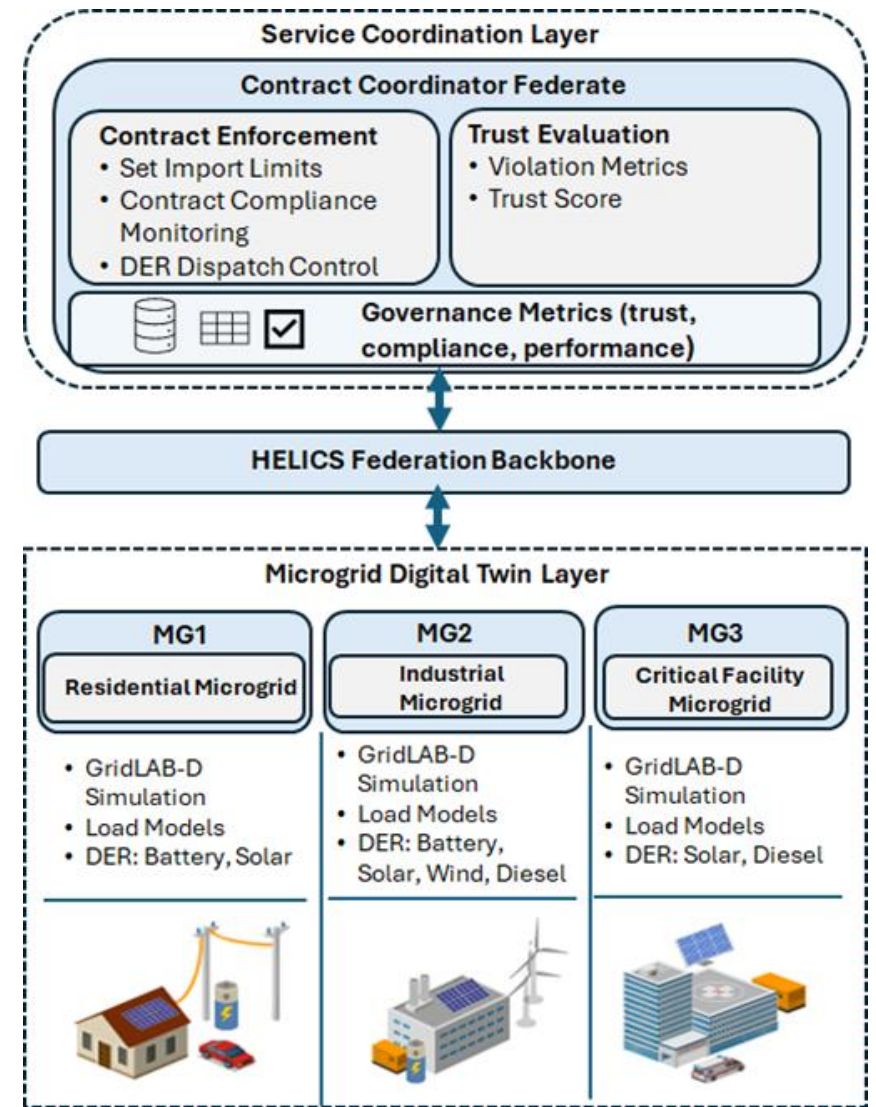 Service Coordination Layer
Contract Coordinator Federate
Contract Enforcement
• Set Import Limits
• Contract Compliance
Monitoring
• DER Dispatch Control
Trust Evaluation
• Violation Metrics
• Trust Score
Governance Metrics (trust,
compliance, performance)
HELICS Federation Backbone
Microgrid Digital Twin Layer
MG1
Residential Microgrid
• GridLAB-D
Simulation
• Load Models
• DER: Battery, Solar
MG2
Industrial
Microgrid
• GridLAB-D
Simulation
• Load Models
• DER: Battery,
Solar, Wind, Diesel
MG3
Critical Facility
Microgrid
• GridLAB-D
Simulation
• Load Models
• DER: Solar, Diesel